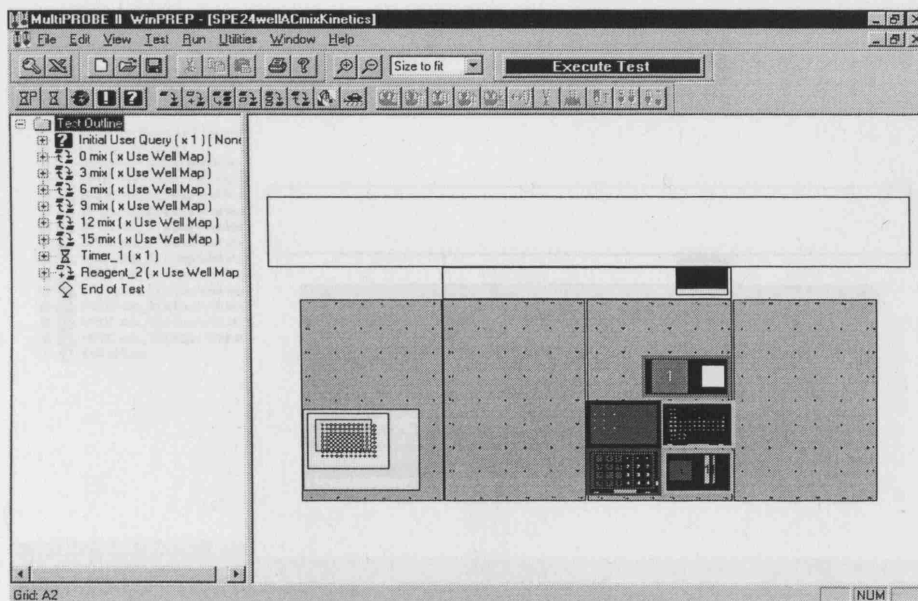 MultiPROBE II WinPREP - [SPE24wellACmixKinetics]
File Edit View Test Run Utilities Window Help
Size to fit Execute Test
Test Outline
Initial User Query ( x 1 ) [ None
0 mix ( x Use Well Map )
3 mix ( x Use Well Map )
6 mix ( x Use Well Map )
9 mix ( x Use Well Map )
12 mix ( x Use Well Map )
15 mix ( x Use Well Map )
Timer_1 ( x 1 )
Reagent_2 ( x Use Well Map
End of Test
1
Grid: A2 NUM